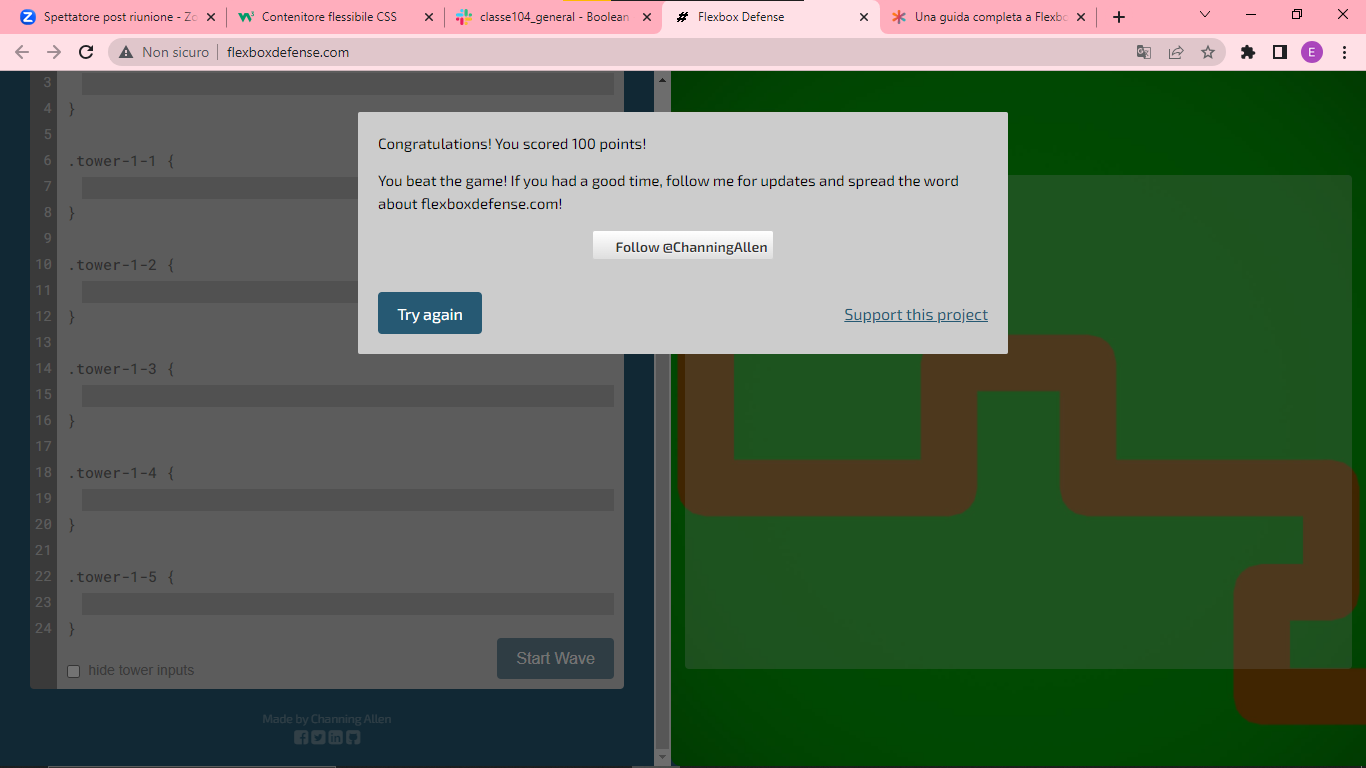 Spettatore post riunione - Zo
Contenitore flessibile CSS
classe104_general - Boolean
Flexbox Defense
Una guida completa a Flexbo
Non sicuro
flexboxdefense.com
E
3
4 }
5
6 .tower-1-1 {
7
8 }
9
10 .tower-1-2 {
11
12 }
13
14 .tower-1-3 {
15
16 }
17
18 .tower-1-4 {
19
20 }
21
22 .tower-1-5 {
23
24 }
hide tower inputs
Start Wave
Made by Channing Allen
Congratulations! You scored 100 points!
You beat the game! If you had a good time, follow me for updates and spread the word
about flexboxdefense.com!
Follow @ChanningAllen
Try again
Support this project